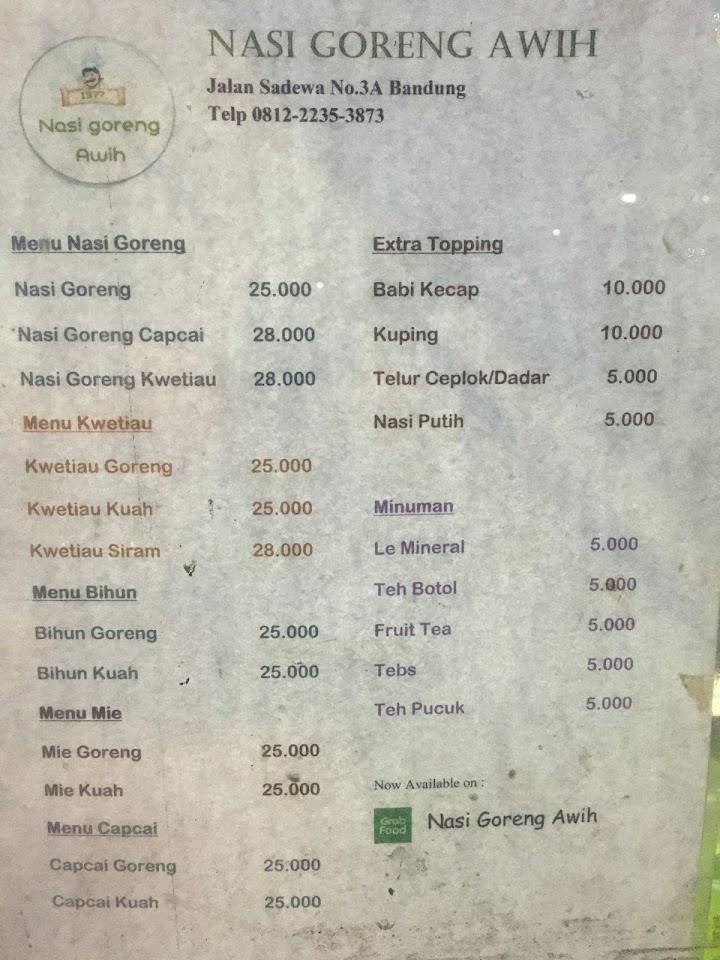 NASI GORENG AWIH
Jalan Sadewa No.3A Bandung
Telp 0812-2235-3873
1977
Nasi goreng
Awih
Menu Nasi Goreng
Nasi Goreng 25.000
Nasi Goreng Capcai 28.000
Nasi Goreng Kwetiau 28.000
Menu Kwetiau
Kwetiau Goreng 25.000
Kwetiau Kuah 25.000
Kwetiau Siram 28.000
Menu Bihun
Bihun Goreng 25.000
Bihun Kuah 25.000
Menu Mie
Mie Goreng 25.000
Mie Kuah 25.000
Menu Capcai
Capcai Goreng 25.000
Capcai Kuah 25.000
Extra Topping
Babi Kecap 10.000
Kuping 10.000
Telur Ceplok/Dadar 5.000
Nasi Putih 5.000
Minuman
Le Mineral 5.000
Teh Botol 5.000
Fruit Tea 5.000
Tebs 5.000
Teh Pucuk 5.000
Now Available on :
Grab
Food
Nasi Goreng Awih